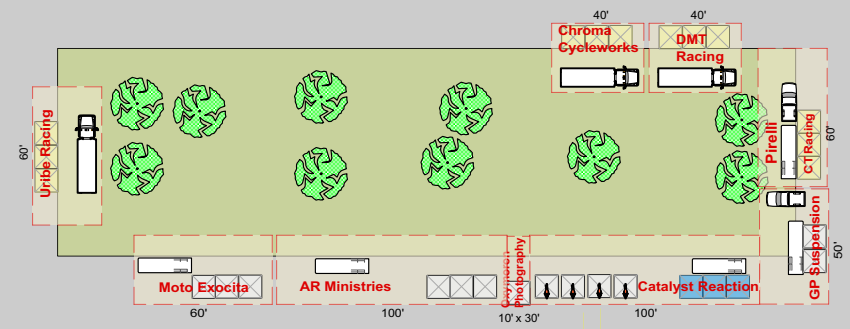 40'
40'
Chroma
Cycleworks
DMT
Racing
60'
Uribe Racing
Pirelli
CT Racing
60'
GP Suspension
50'
Moto Exocita
AR Ministries
Photography
Catalyst Reaction
60'
100'
10' x 30'
100'